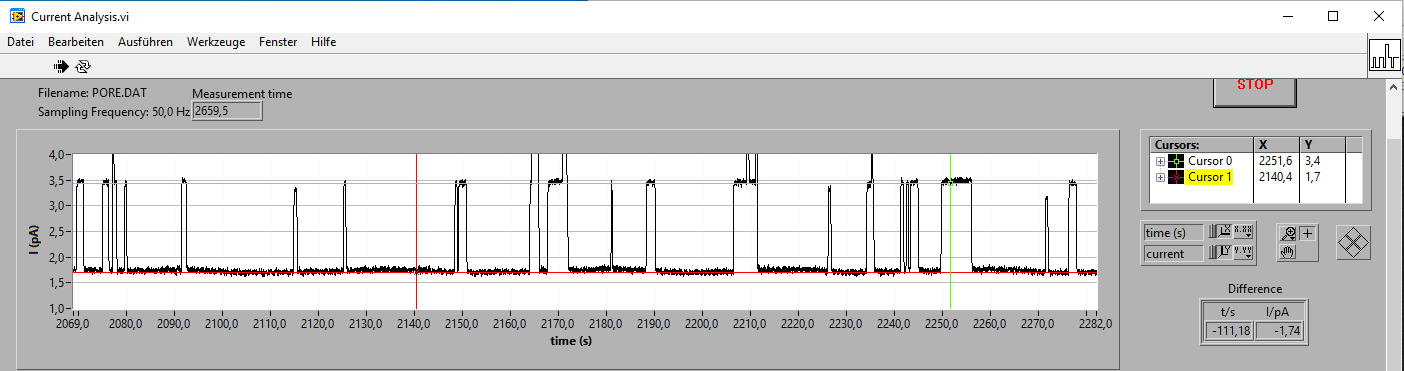 Current Analysis.vi
Datei Bearbeiten Ausführen Werkzeuge Fenster Hilfe
STOP
Filename: PORE.DAT Measurement time
Sampling Frequency: 50,0 Hz 2659,5
Cursors: X Y
Cursor 0 2251,6 3,4
Cursor 1 2140,4 1,7
4,0
3,5
3,0
2,5
2,0
1,5
1,0
I (pA)
2069,0 2080,0 2090,0 2100,0 2110,0 2120,0 2130,0 2140,0 2150,0 2160,0 2170,0 2180,0 2190,0 2200,0 2210,0 2220,0 2230,0 2240,0 2250,0 2260,0 2270,0 2282,0
time (s)
time (s) X X.XX
current Y Y.YY
Difference
t/s I/pA
-111,18 -1,74